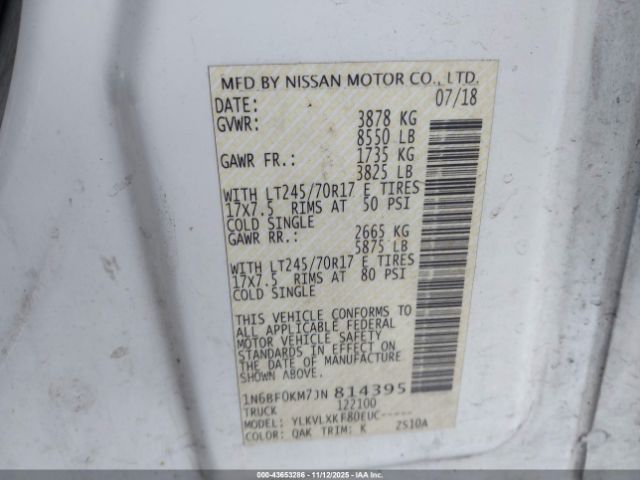 MFD BY NISSAN MOTOR CO., LTD.
DATE: 07/18
GVWR: 3878 KG
8550 LB
GAWR FR.: 1735 KG
3825 LB
WITH LT245/70R17 E TIRES
17X7.5 RIMS AT 50 PSI
COLD SINGLE
GAWR RR.: 2665 KG
5875 LB
WITH LT245/70R17 E TIRES
17X7.5 RIMS AT 80 PSI
COLD SINGLE
THIS VEHICLE CONFORMS TO
ALL APPLICABLE FEDERAL
MOTOR VEHICLE SAFETY
STANDARDS IN EFFECT ON
THE DATE OF MANUFACTURE
SHOWN ABOVE.
1N6BF0KM7JN 814395
TRUCK 122100
MODEL: YLKVLXKF80EUC-----
COLOR: QAK TRIM: K ZS10A
000-43653286 - 11/12/2025 - IAAHolding LLC